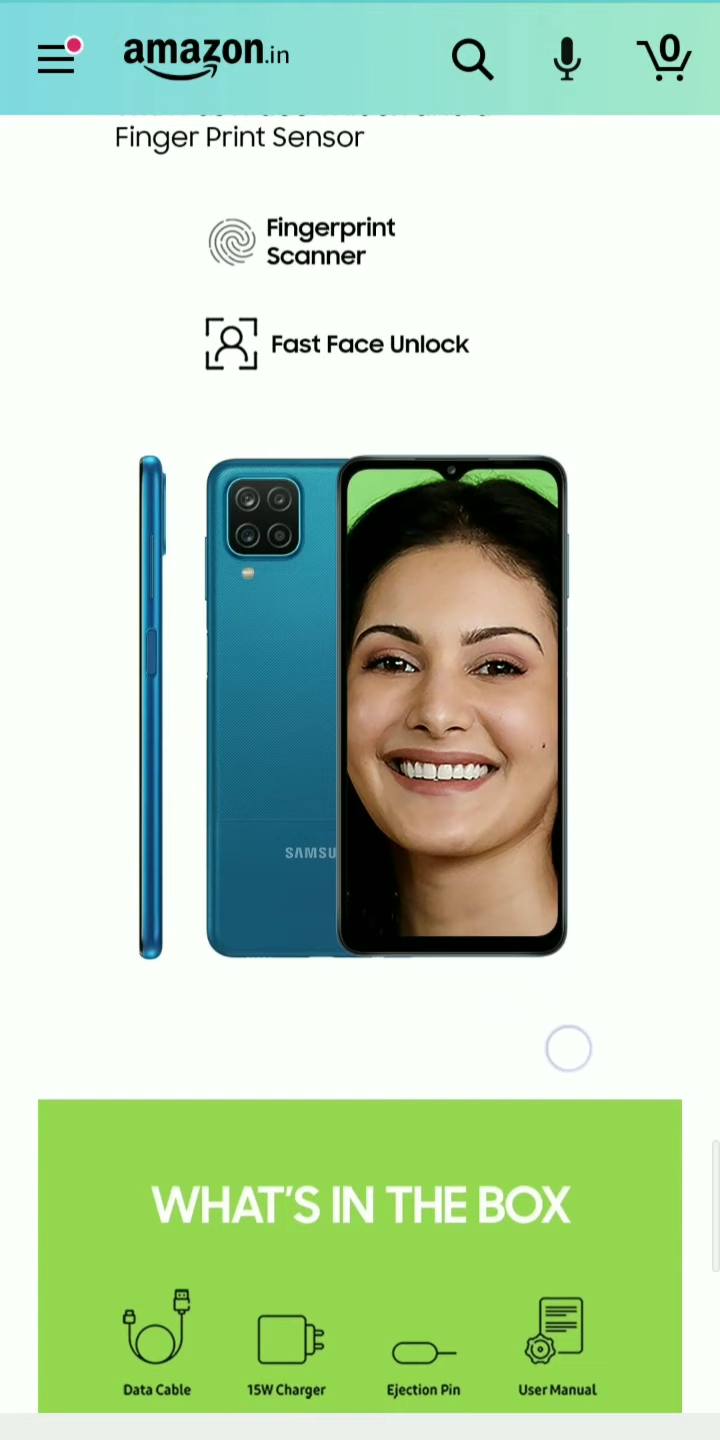 amazon.in
0
Finger Print Sensor
Fingerprint
Scanner
Fast Face Unlock
SAMSU
WHAT'S IN THE BOX
Data Cable
15W Charger
Ejection Pin
User Manual